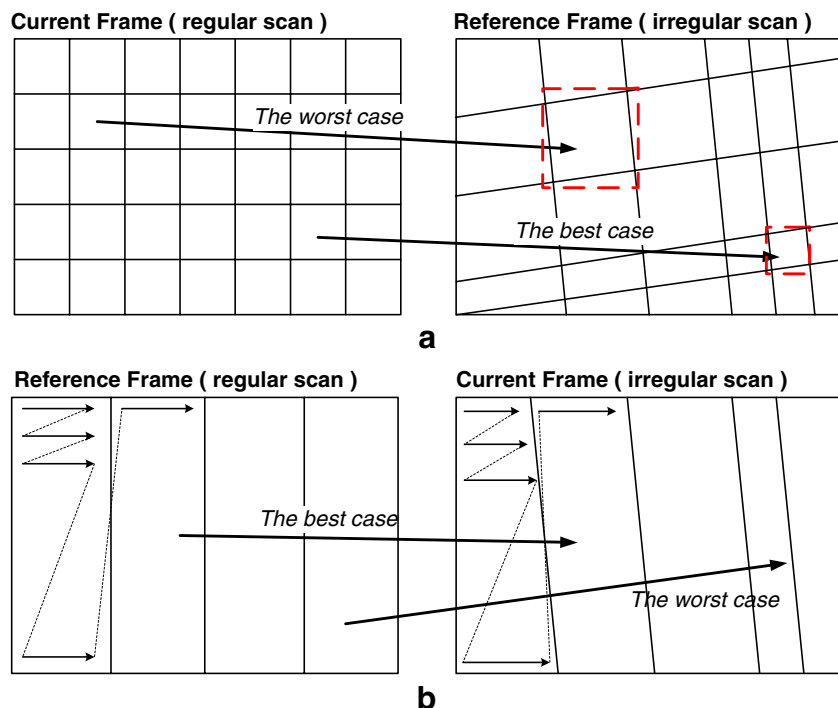 Current Frame ( regular scan )
Reference Frame ( irregular scan )
The worst case
The best case
a
Reference Frame ( regular scan )
Current Frame ( irregular scan )
The best case
The worst case
b